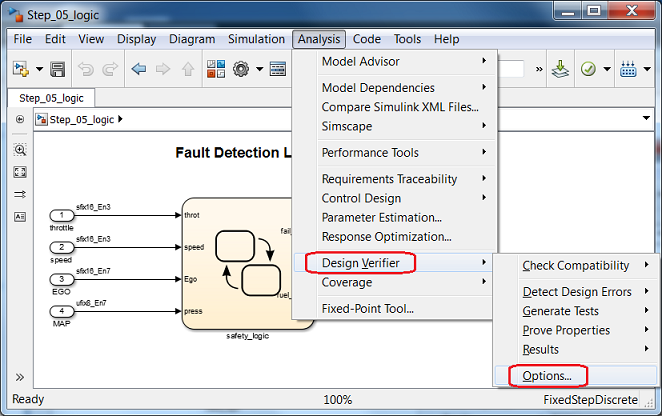 Step_05_logic
File Edit View Display Diagram Simulation Analysis Code Tools Help
Model Advisor
Model Dependencies
Compare Simulink XML Files...
Simscape
Performance Tools
Requirements Traceability
Control Design
Parameter Estimation...
Response Optimization...
Design Verifier
Coverage
Fixed-Point Tool...
Check Compatibility
Detect Design Errors
Generate Tests
Prove Properties
Results
Options...
»
Step_05_logic
Step_05_logic
Fault Detection L
sfix16_En3
1
throttle
throt
sfix16_En3
2
speed
speed
sfix16_En7
3
EGO
Ego
ufix8_En7
4
MAP
press
fail_
fuel_
safety_logic
Ready 100% FixedStepDiscrete